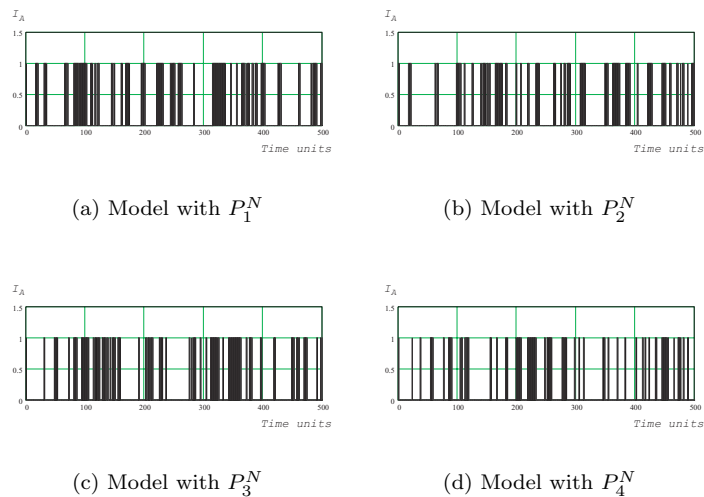 I_A I_A
1.5 1.5
1 1
0.5 0.5
0 0
0 100 200 300 400 500 0 100 200 300 400 500
Time units Time units
(a) Model with P_1^N (b) Model with P_2^N
I_A I_A
1.5 1.5
1 1
0.5 0.5
0 0
0 100 200 300 400 500 0 100 200 300 400 500
Time units Time units
(c) Model with P_3^N (d) Model with P_4^N